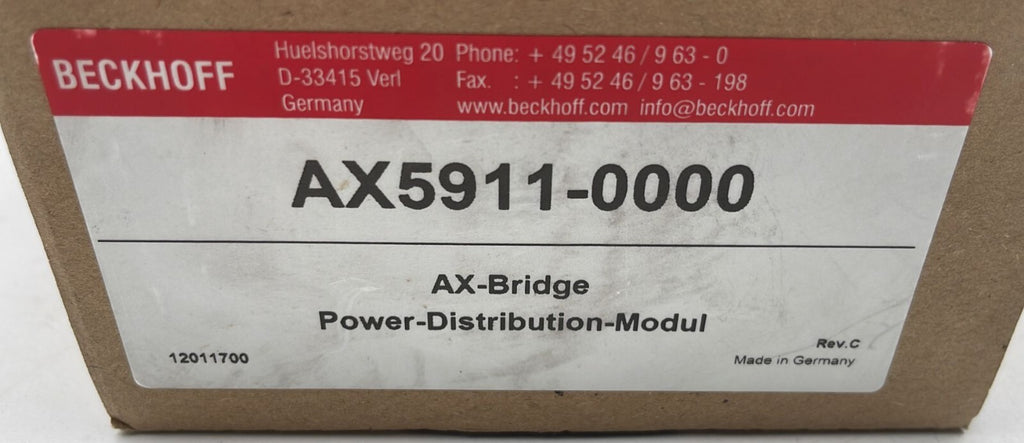 BECKHOFF
Huelshorstweg 20 Phone: + 49 52 46 / 9 63 - 0
D-33415 Verl Fax. : + 49 52 46 / 9 63 - 198
Germany www.beckhoff.com info@beckhoff.com
AX5911-0000
AX-Bridge
Power-Distribution-Modul
Rev.C
12011700 Made in Germany